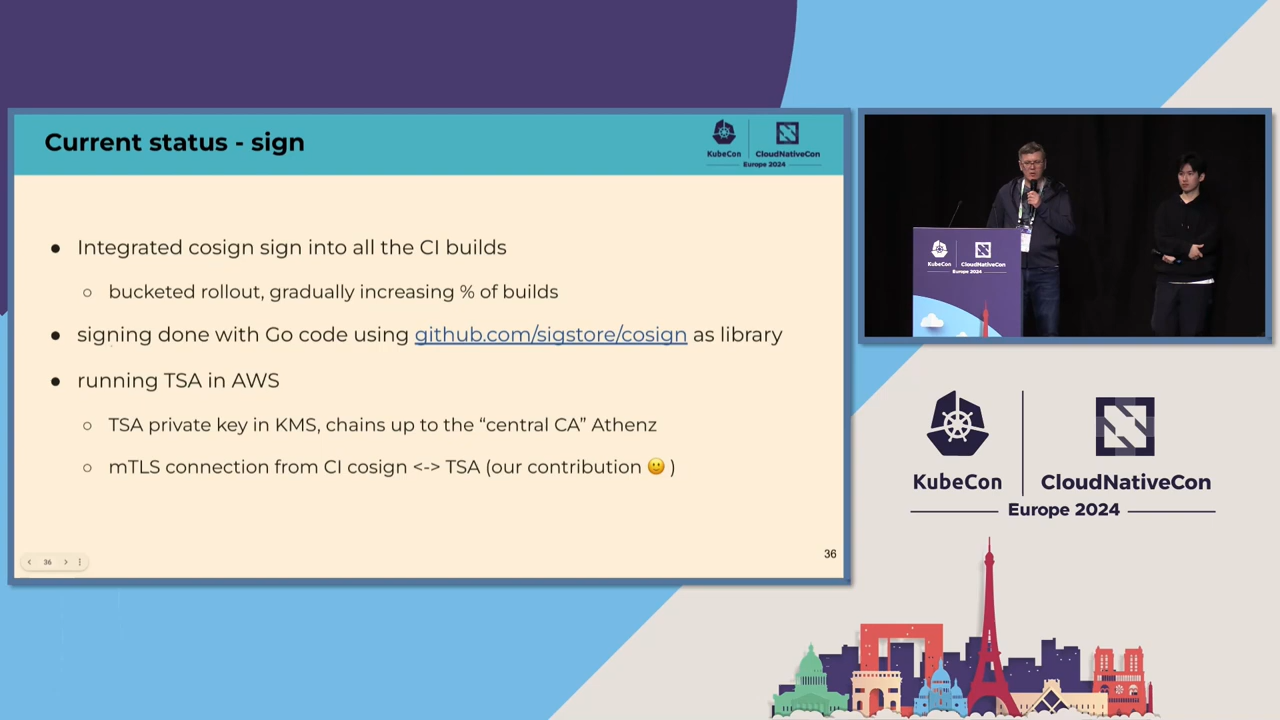 Current status - sign
KubeCon
CloudNativeCon
Europe 2024
● Integrated cosign sign into all the CI builds
○ bucketed rollout, gradually increasing % of builds
● signing done with Go code using github.com/sigstore/cosign as library
● running TSA in AWS
○ TSA private key in KMS, chains up to the “central CA” Athenz
○ mTLS connection from CI cosign <-> TSA (our contribution 🙂 )
36
36
KubeCon
CloudNativeCon
Europe 2024
KubeCon
CloudNativeCon
Europe 2024